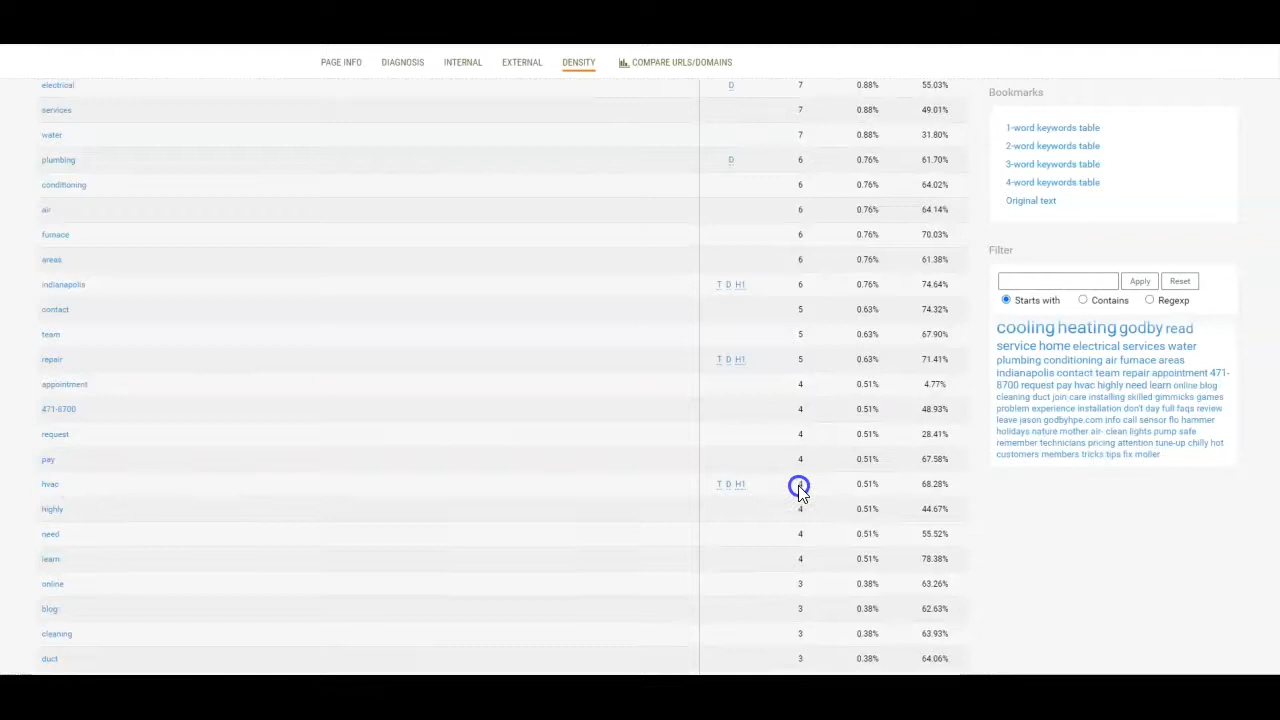 PAGE INFO DIAGNOSIS INTERNAL EXTERNAL DENSITY COMPARE URLS/DOMAINS
electrical D 7 0.88% 55.03%
services 7 0.88% 49.01%
water 7 0.88% 31.80%
plumbing D 6 0.76% 61.70%
conditioning 6 0.76% 64.02%
air 6 0.76% 64.14%
furnace 6 0.76% 70.03%
areas 6 0.76% 61.38%
indianapolis T D H1 6 0.76% 74.64%
contact 5 0.63% 74.32%
team 5 0.63% 67.90%
repair T D H1 5 0.63% 71.41%
appointment 4 0.51% 4.77%
471-8700 4 0.51% 48.93%
request 4 0.51% 28.41%
pay 4 0.51% 67.58%
hvac T D H1 0.51% 68.28%
highly 4 0.51% 44.67%
need 4 0.51% 55.52%
learn 4 0.51% 78.38%
online 3 0.38% 63.26%
blog 3 0.38% 62.63%
cleaning 3 0.38% 63.93%
duct 3 0.38% 64.06%
Bookmarks
1-word keywords table
2-word keywords table
3-word keywords table
4-word keywords table
Original text
Filter
Apply Reset
Starts with Contains Regexp
cooling heating godby read
service home electrical services water
plumbing conditioning air furnace areas
indianapolis contact team repair appointment 471-
8700 request pay hvac highly need learn online blog
cleaning duct join care installing skilled gimmicks games
problem experience installation don't day full faqs review
leave jason godbyhpe.com info call sensor flo hammer
holidays nature mother air- clean lights pump safe
remember technicians pricing attention tune-up chilly hot
customers members tricks tips fix moller